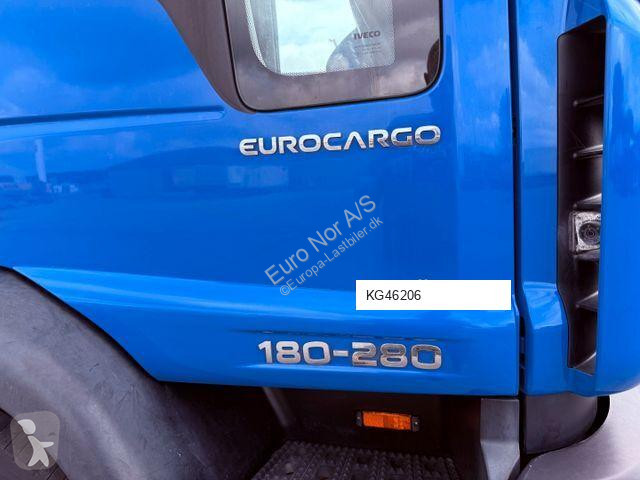 IVECO
EUROCARGO
Euro Nor A/S
©Europa-Lastbiler.dk
KG46206
180-280